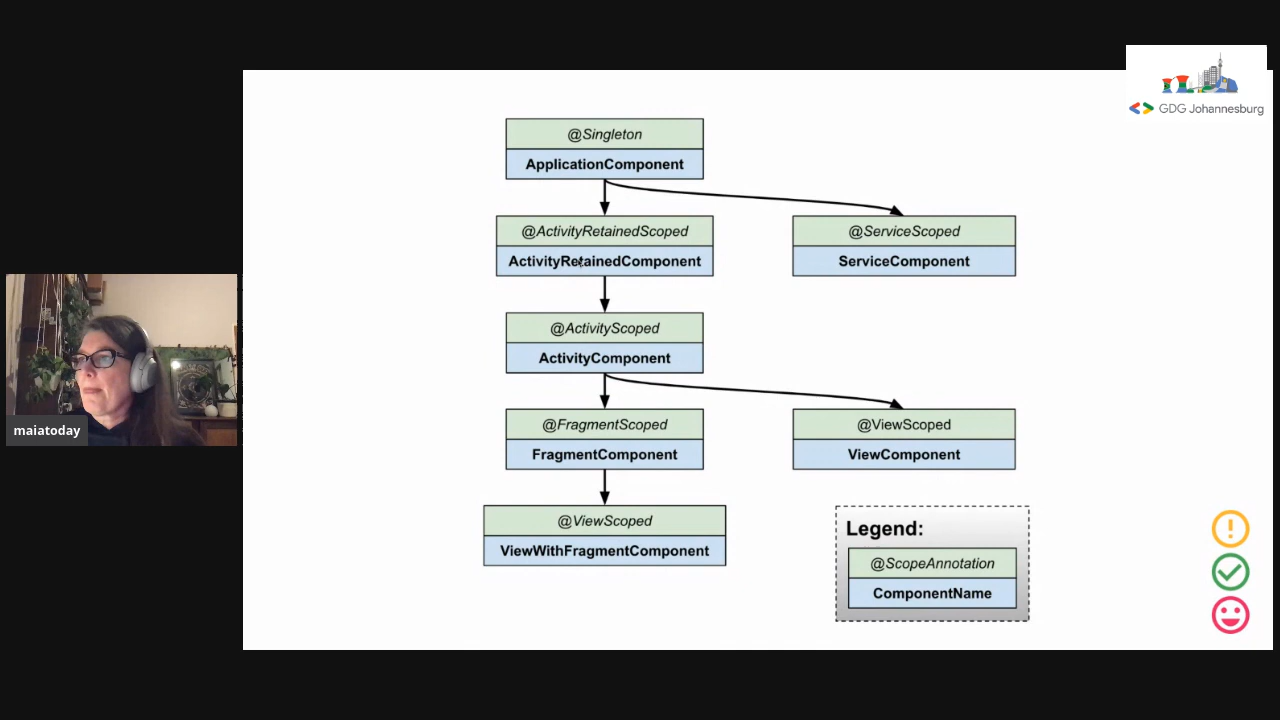 GDG Johannesburg
@Singleton
ApplicationComponent
@ActivityRetainedScoped
ActivityRetainedComponent
@ServiceScoped
ServiceComponent
@ActivityScoped
ActivityComponent
@FragmentScoped
FragmentComponent
@ViewScoped
ViewComponent
@ViewScoped
ViewWithFragmentComponent
Legend:
@ScopeAnnotation
ComponentName
maiatoday